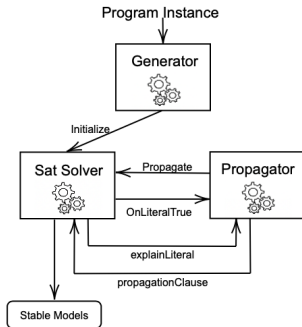 Program Instance
Generator
Initialize
Sat Solver
Propagate
Propagator
OnLiteralTrue
explainLiteral
propagationClause
Stable Models